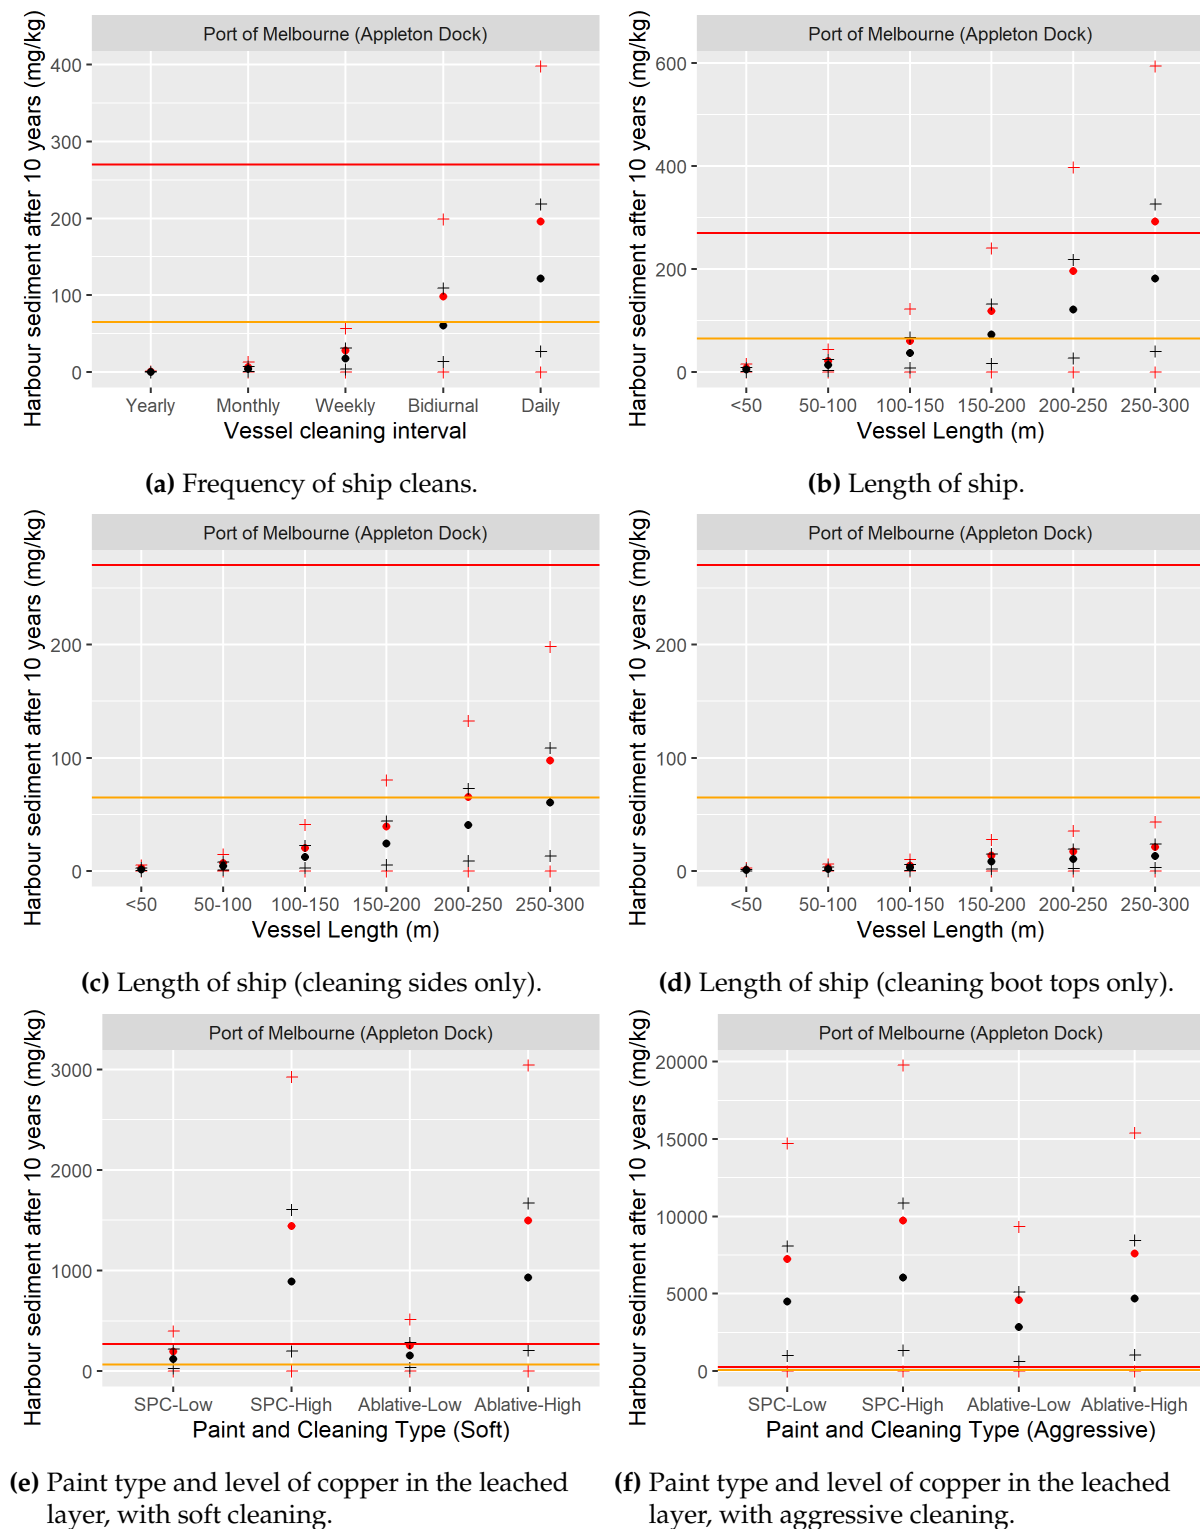 Port of Melbourne (Appleton Dock)
Harbour sediment after 10 years (mg/kg)
400
300
200
100
0
Yearly Monthly Weekly Bidiurnal Daily
Vessel cleaning interval
(a) Frequency of ship cleans.
Port of Melbourne (Appleton Dock)
Harbour sediment after 10 years (mg/kg)
600
400
200
0
<50 50-100 100-150 150-200 200-250 250-300
Vessel Length (m)
(b) Length of ship.
Port of Melbourne (Appleton Dock)
Harbour sediment after 10 years (mg/kg)
200
100
0
<50 50-100 100-150 150-200 200-250 250-300
Vessel Length (m)
(c) Length of ship (cleaning sides only).
Port of Melbourne (Appleton Dock)
Harbour sediment after 10 years (mg/kg)
200
100
0
<50 50-100 100-150 150-200 200-250 250-300
Vessel Length (m)
(d) Length of ship (cleaning boot tops only).
Port of Melbourne (Appleton Dock)
Harbour sediment after 10 years (mg/kg)
3000
2000
1000
0
SPC-Low SPC-High Ablative-Low Ablative-High
Paint and Cleaning Type (Soft)
(e) Paint type and level of copper in the leached
layer, with soft cleaning.
Port of Melbourne (Appleton Dock)
Harbour sediment after 10 years (mg/kg)
20000
15000
10000
5000
0
SPC-Low SPC-High Ablative-Low Ablative-High
Paint and Cleaning Type (Aggressive)
(f) Paint type and level of copper in the leached
layer, with aggressive cleaning.